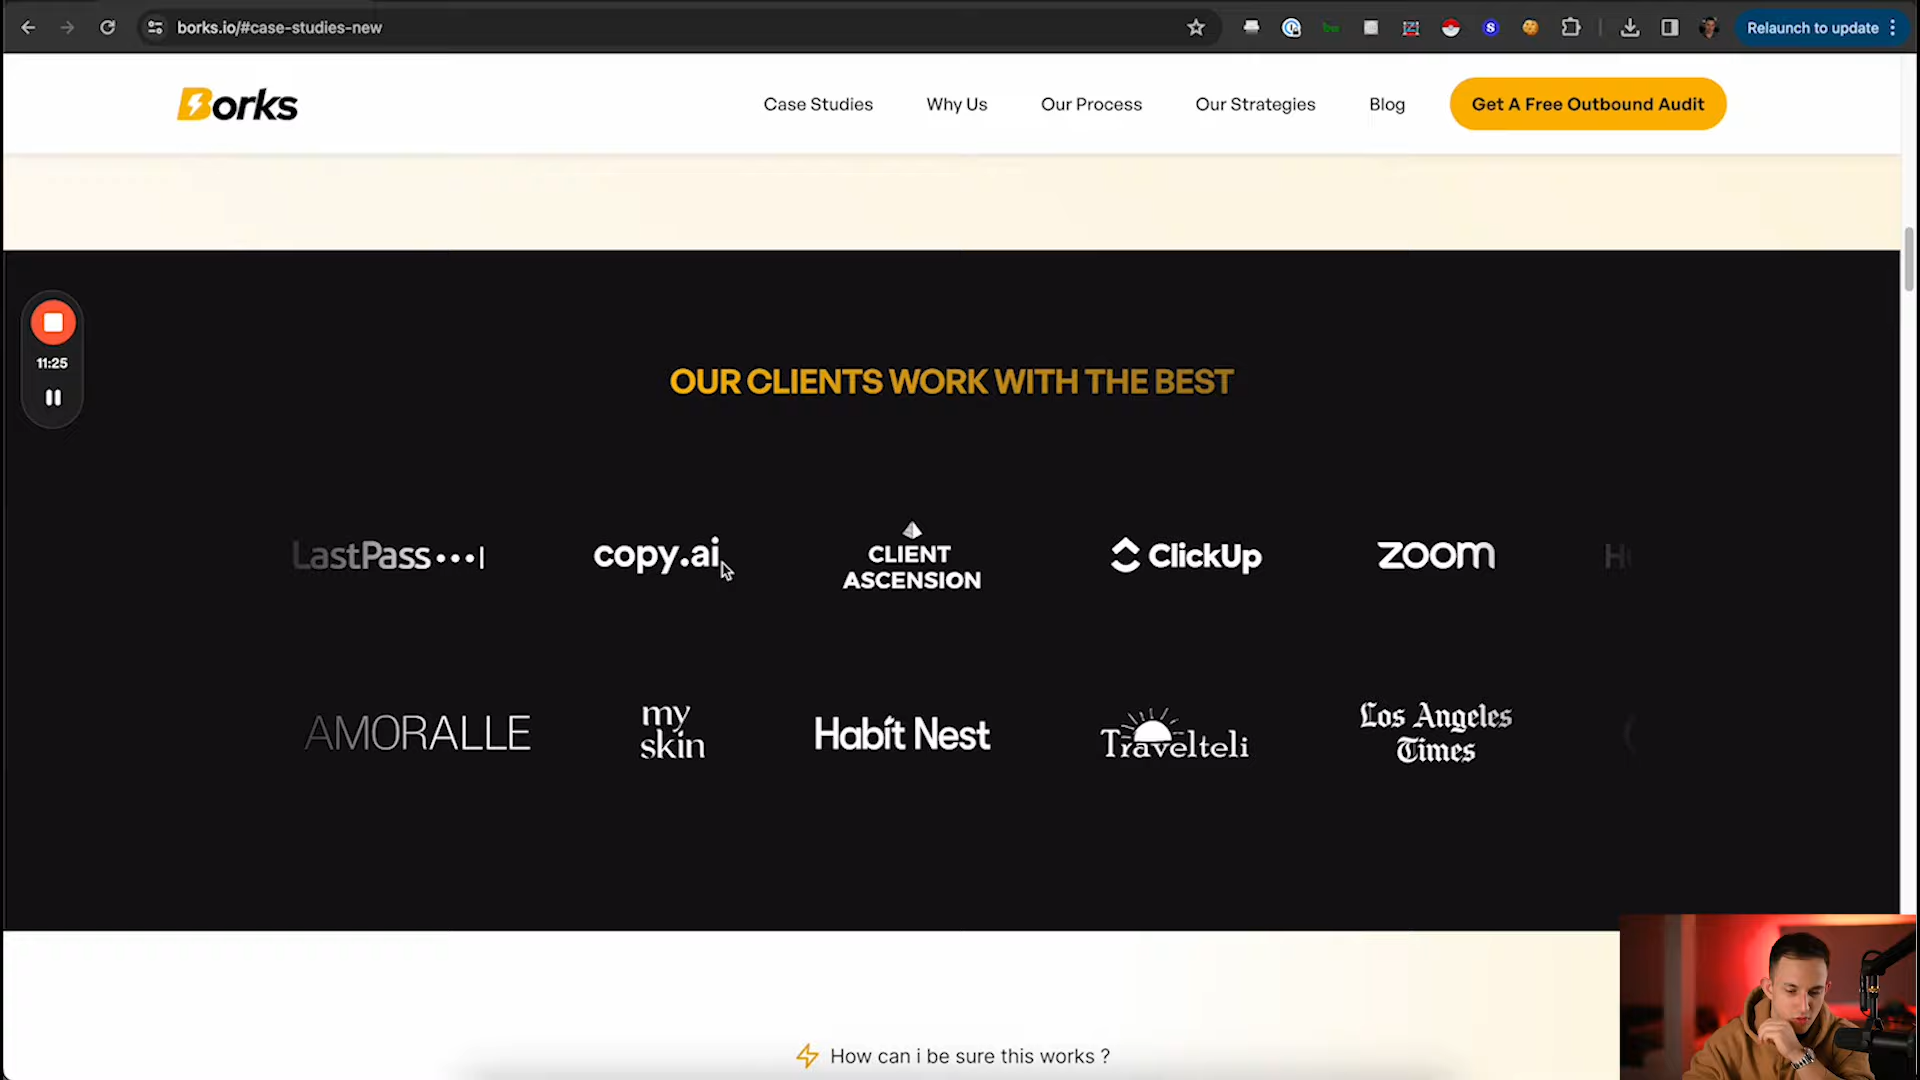 borks.io/#case-studies-new
Relaunch to update
Borks
Case Studies
Why Us
Our Process
Our Strategies
Blog
Get A Free Outbound Audit
11:25
OUR CLIENTS WORK WITH THE BEST
LastPass
copy.ai
CLIENT
ASCENSION
ClickUp
zoom
AMORALLE
my
skin
Habit Nest
Travelteli
Los Angeles
Times
How can i be sure this works ?